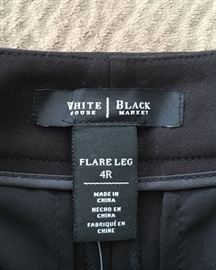 WHITE | BLACK
HOUSE | MARKET
FLARE LEG
4R
MADE IN
CHINA
HECHO EN
CHINA
FABRIQUÉ EN
CHINE